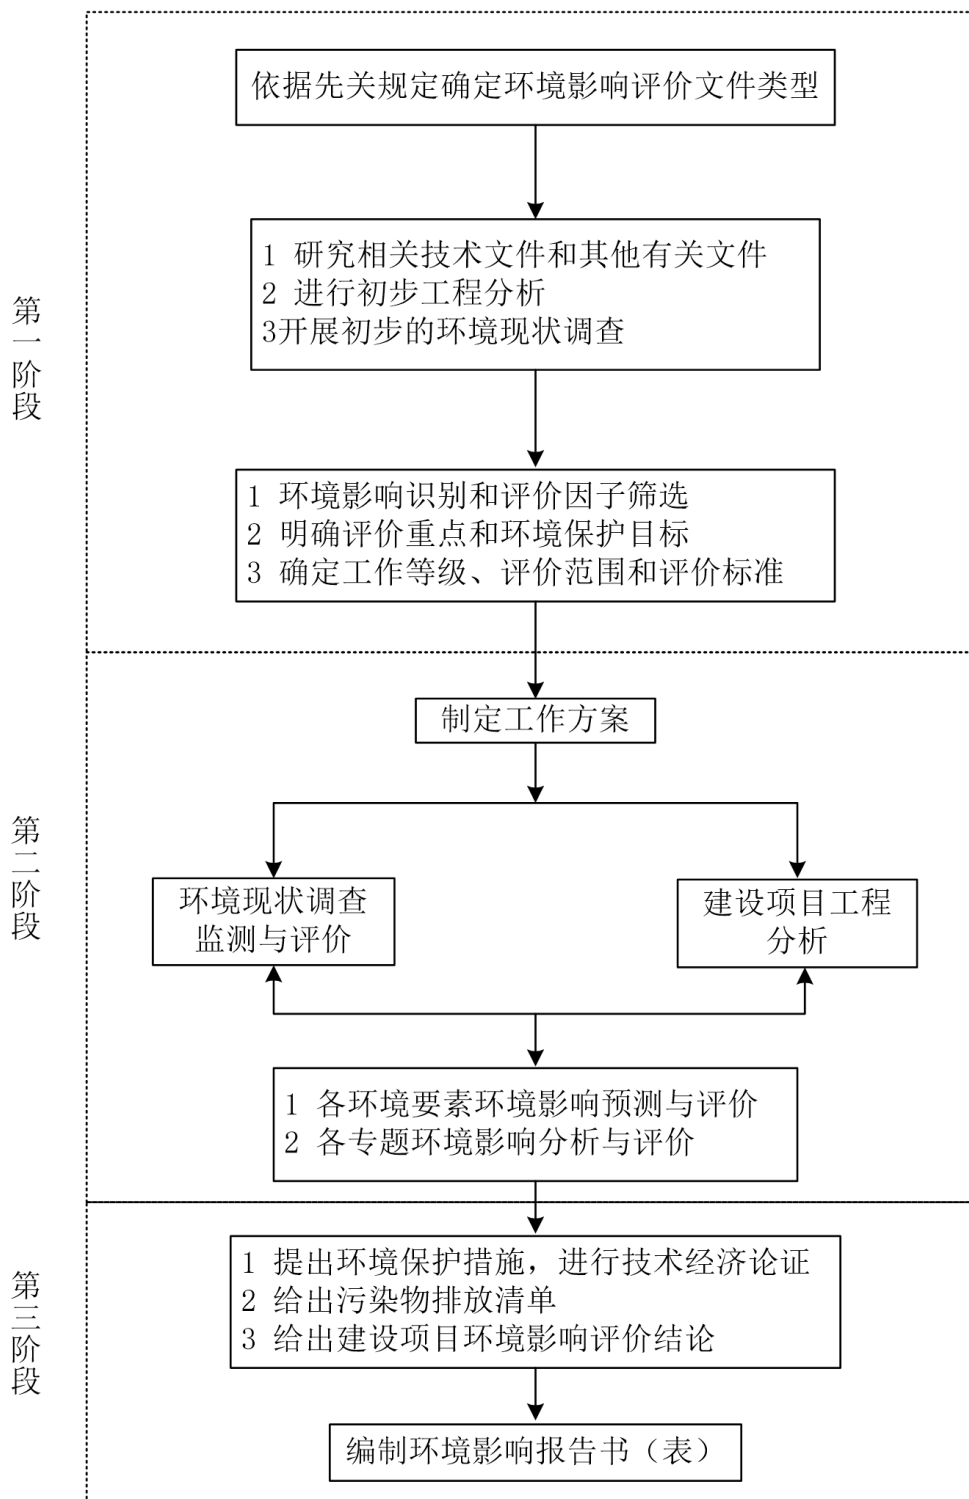 依据先关规定确定环境影响评价文件类型
1 研究相关技术文件和其他有关文件
2 进行初步工程分析
3开展初步的环境现状调查
第一阶段
1 环境影响识别和评价因子筛选
2 明确评价重点和环境保护目标
3 确定工作等级、评价范围和评价标准
制定工作方案
第二阶段
环境现状调查
监测与评价
建设项目工程
分析
1 各环境要素环境影响预测与评价
2 各专题环境影响分析与评价
1 提出环境保护措施，进行技术经济论证
2 给出污染物排放清单
3 给出建设项目环境影响评价结论
第三阶段
编制环境影响报告书（表）